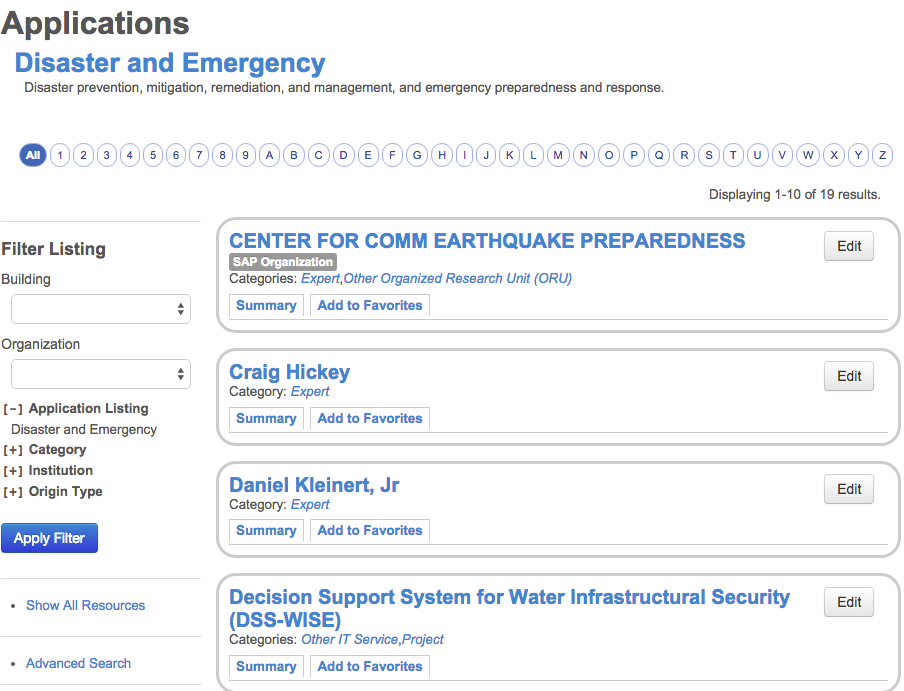 Applications
Disaster and Emergency
Disaster prevention, mitigation, remediation, and management, and emergency preparedness and response.
All 1 2 3 4 5 6 7 8 9 A B C D E F G H I J K L M N O P Q R S T U V W X Y Z
Displaying 1-10 of 19 results.
Filter Listing
Building
Organization
[-] Application Listing
Disaster and Emergency
[+] Category
[+] Institution
[+] Origin Type
Apply Filter
• Show All Resources
• Advanced Search
CENTER FOR COMM EARTHQUAKE PREPAREDNESS
Edit
SAP Organization
Categories: Expert,Other Organized Research Unit (ORU)
Summary Add to Favorites
Craig Hickey
Edit
Category: Expert
Summary Add to Favorites
Daniel Kleinert, Jr
Edit
Category: Expert
Summary Add to Favorites
Decision Support System for Water Infrastructural Security
Edit
(DSS-WISE)
Categories: Other IT Service,Project
Summary Add to Favorites